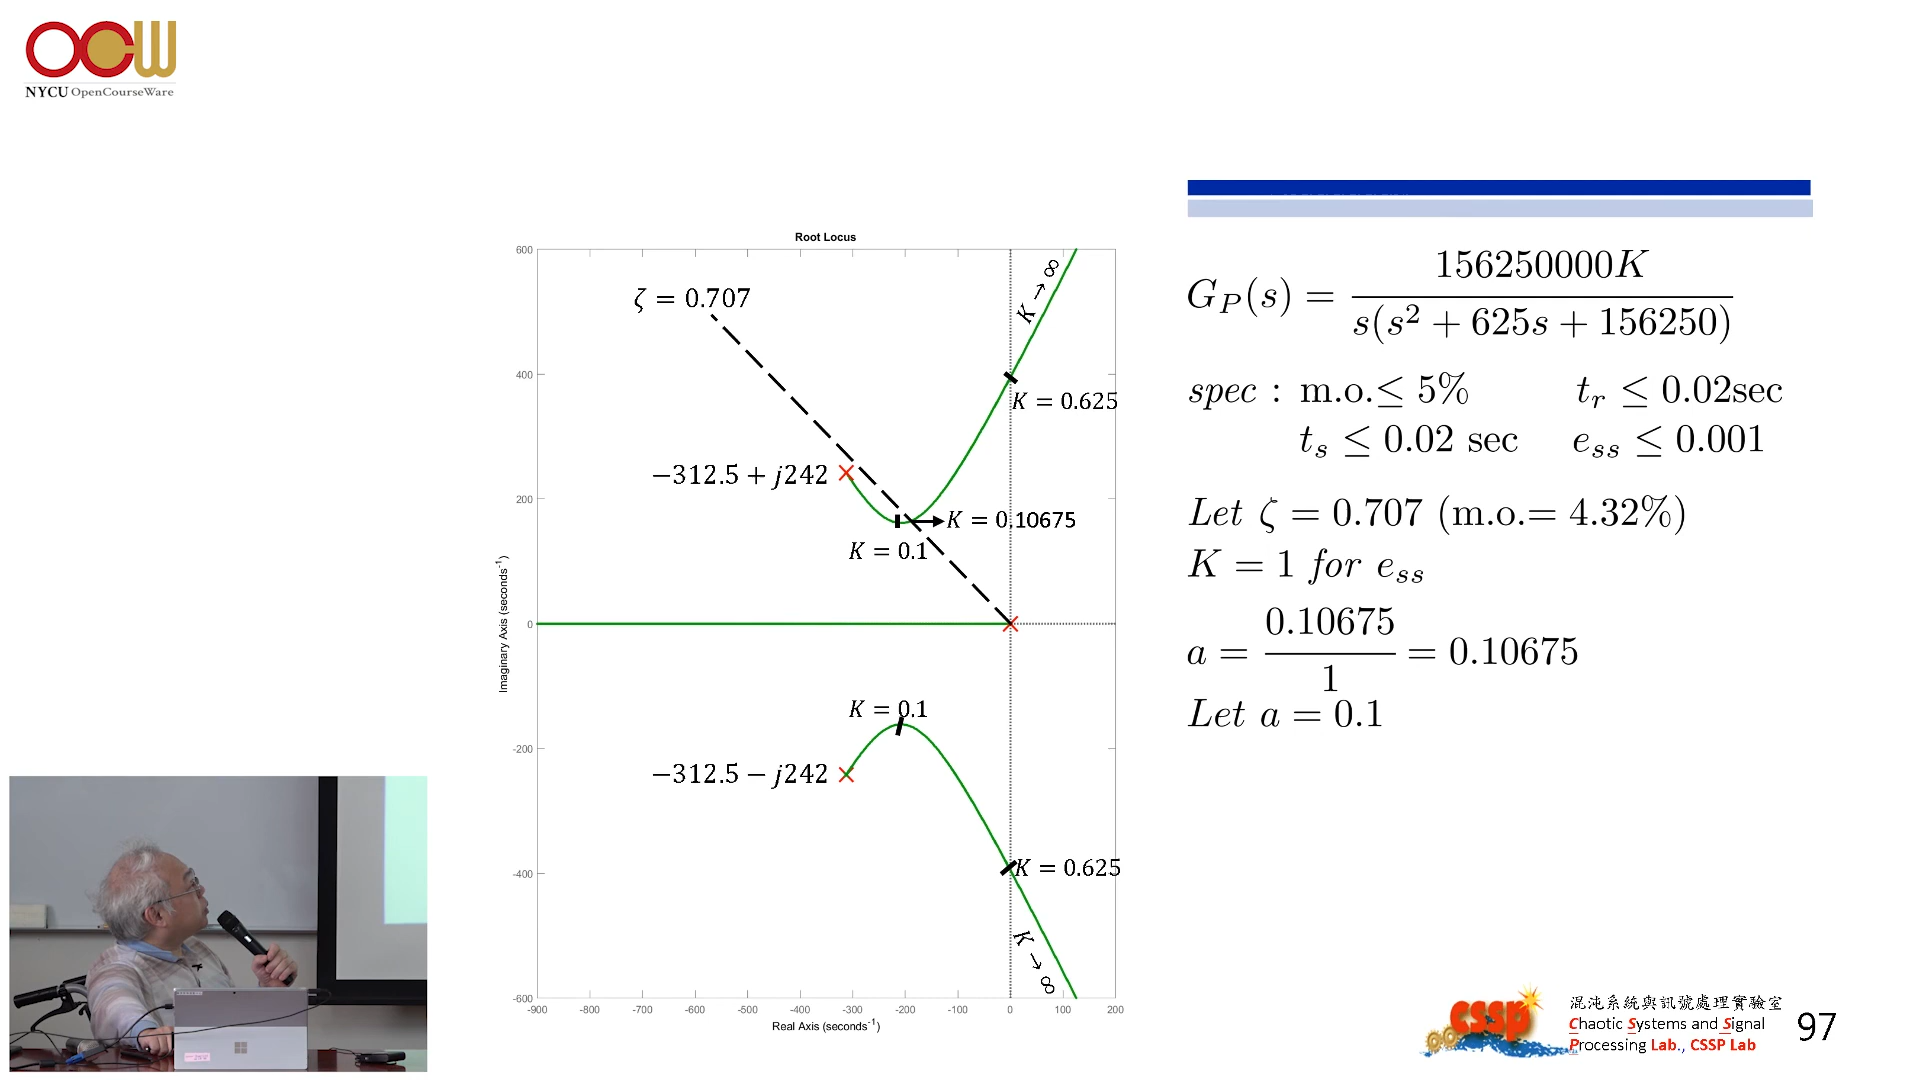 OCW
NYCU OpenCourseWare
Root Locus
ζ = 0.707
K → ∞
K = 0.625
−312.5 + j242
K = 0.10675
K = 0.1
K = 0.1
−312.5 − j242
K = 0.625
K → ∞
600
400
200
0
-200
-400
-600
Imaginary Axis (seconds⁻¹)
-900 -800 -700 -600 -500 -400 -300 -200 -100 0 100 200
Real Axis (seconds⁻¹)
G_P(s) = 156250000K / s(s² + 625s + 156250)
spec : m.o.≤ 5% t_r ≤ 0.02sec
t_s ≤ 0.02 sec e_ss ≤ 0.001
Let ζ = 0.707 (m.o.= 4.32%)
K = 1 for e_ss
a = 0.10675 / 1 = 0.10675
Let a = 0.1
cssp
混沌系統與訊號處理實驗室
Chaotic Systems and Signal
Processing Lab., CSSP Lab
97